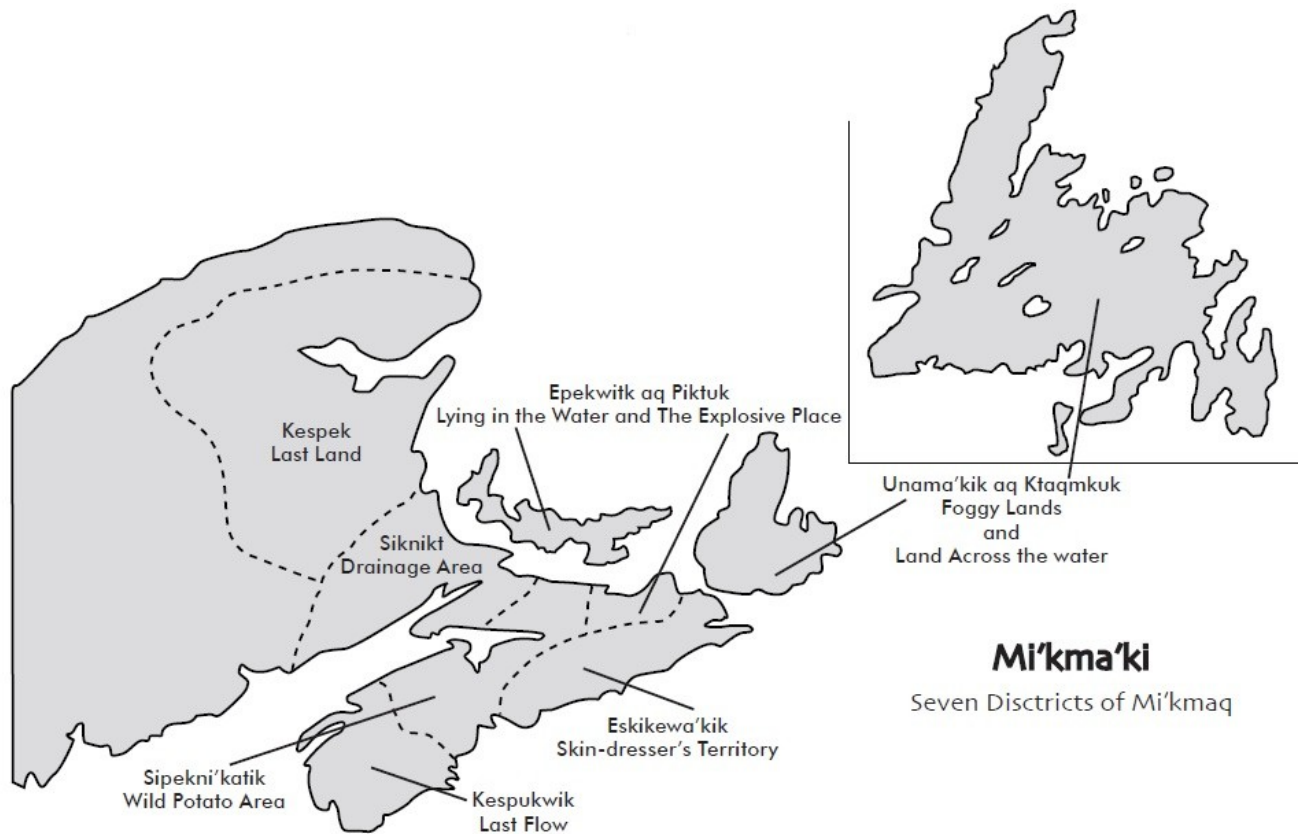 Epekwitk aq Piktuk
Lying in the Water and The Explosive Place
Kespek
Last Land
Unama'kik aq Ktaqmkuk
Foggy Lands
and
Land Across the water
Siknikt
Drainage Area
Mi'kma'ki
Seven Disctricts of Mi'kmaq
Eskikewa'kik
Skin-dresser's Territory
Sipekni'katik
Wild Potato Area
Kespukwik
Last Flow